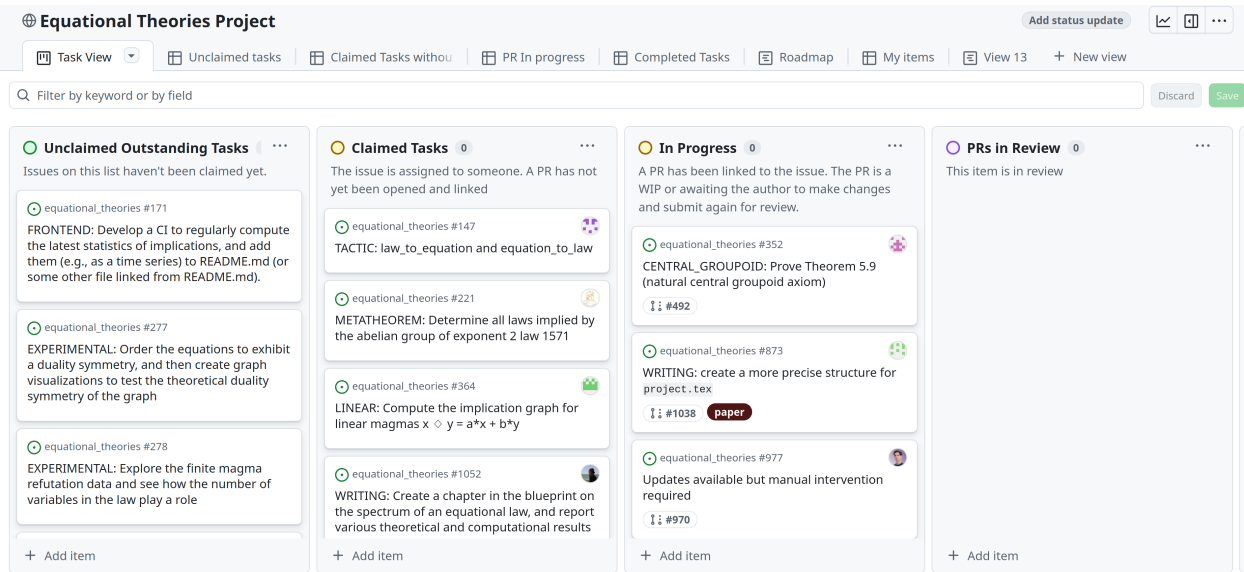 Equational Theories Project
Add status update
Task View
Unclaimed tasks
Claimed Tasks withou
PR In progress
Completed Tasks
Roadmap
My items
View 13
New view
Filter by keyword or by field
Discard
Save
Unclaimed Outstanding Tasks
Issues on this list haven't been claimed yet.
equational_theories #171
FRONTEND: Develop a CI to regularly compute
the latest statistics of implications, and add
them (e.g., as a time series) to README.md (or
some other file linked from README.md).
equational_theories #277
EXPERIMENTAL: Order the equations to exhibit
a duality symmetry, and then create graph
visualizations to test the theoretical duality
symmetry of the graph
equational_theories #278
EXPERIMENTAL: Explore the finite magma
refutation data and see how the number of
variables in the law play a role
Add item
Claimed Tasks 0
The issue is assigned to someone. A PR has not
yet been opened and linked
equational_theories #147
TACTIC: law_to_equation and equation_to_law
equational_theories #221
METATHEOREM: Determine all laws implied by
the abelian group of exponent 2 law 1571
equational_theories #364
LINEAR: Compute the implication graph for
linear magmas x ◇ y = a*x + b*y
equational_theories #1052
WRITING: Create a chapter in the blueprint on
the spectrum of an equational law, and report
various theoretical and computational results
Add item
In Progress 0
A PR has been linked to the issue. The PR is a
WIP or awaiting the author to make changes
and submit again for review.
equational_theories #352
CENTRAL_GROUPOID: Prove Theorem 5.9
(natural central groupoid axiom)
#492
equational_theories #873
WRITING: create a more precise structure for
project.tex
#1038 paper
equational_theories #977
Updates available but manual intervention
required
#970
Add item
PRs in Review 0
This item is in review
Add item